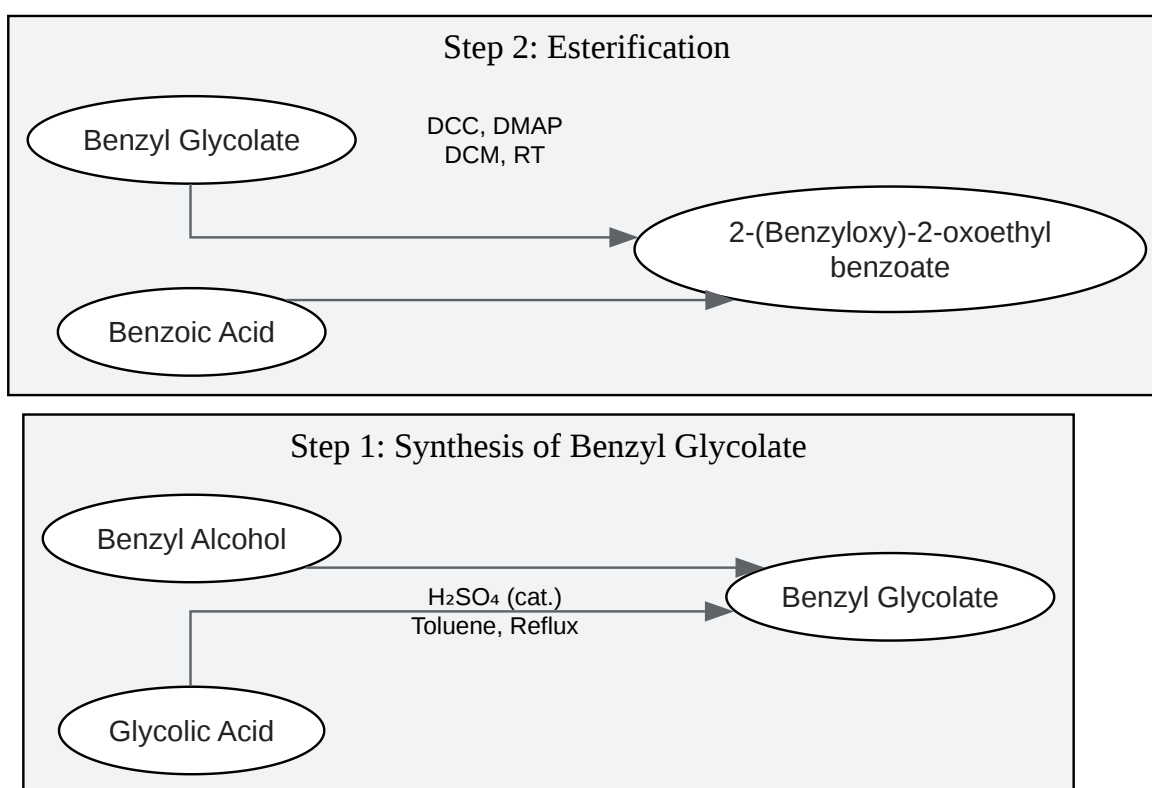 Step 2: Esterification
Benzyl Glycolate
DCC, DMAP
DCM, RT
2-(Benzyloxy)-2-oxoethyl
benzoate
Benzoic Acid
Step 1: Synthesis of Benzyl Glycolate
Benzyl Alcohol
H₂SO₄ (cat.)
Toluene, Reflux
Benzyl Glycolate
Glycolic Acid